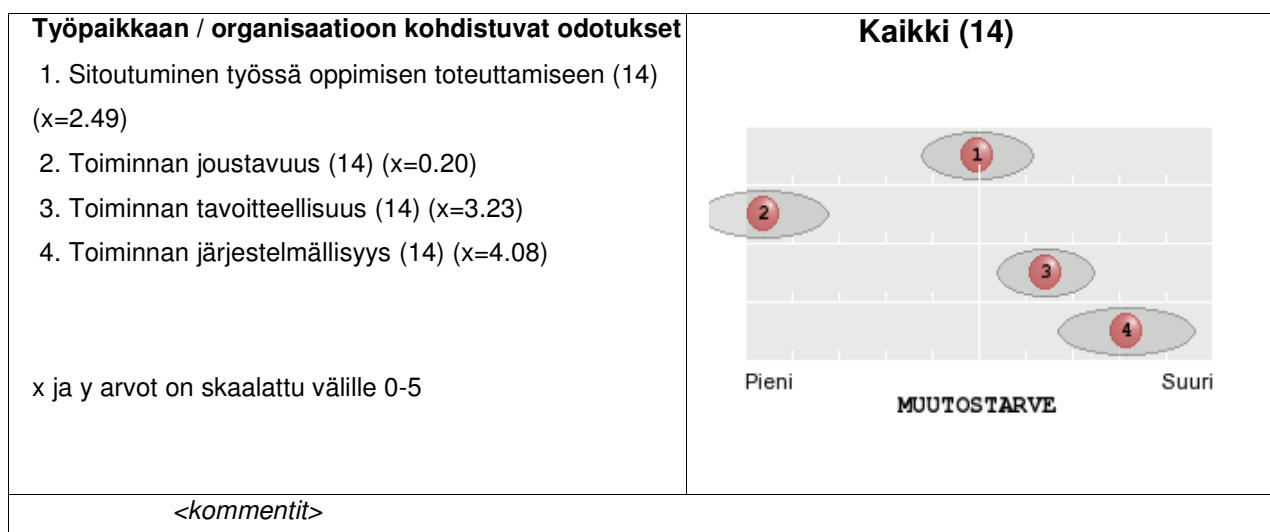 Työpaikkaan / organisaatioon kohdistuvat odotukset
1. Sitoutuminen työssä oppimisen toteuttamiseen (14)
(x=2.49)
2. Toiminnan joustavuus (14) (x=0.20)
3. Toiminnan tavoitteellisuus (14) (x=3.23)
4. Toiminnan järjestelmällisyys (14) (x=4.08)
x ja y arvot on skaalattu välille 0-5
Kaikki (14)
1
2
3
4
Pieni Suuri
MUUTOSTARVE
<kommentit>